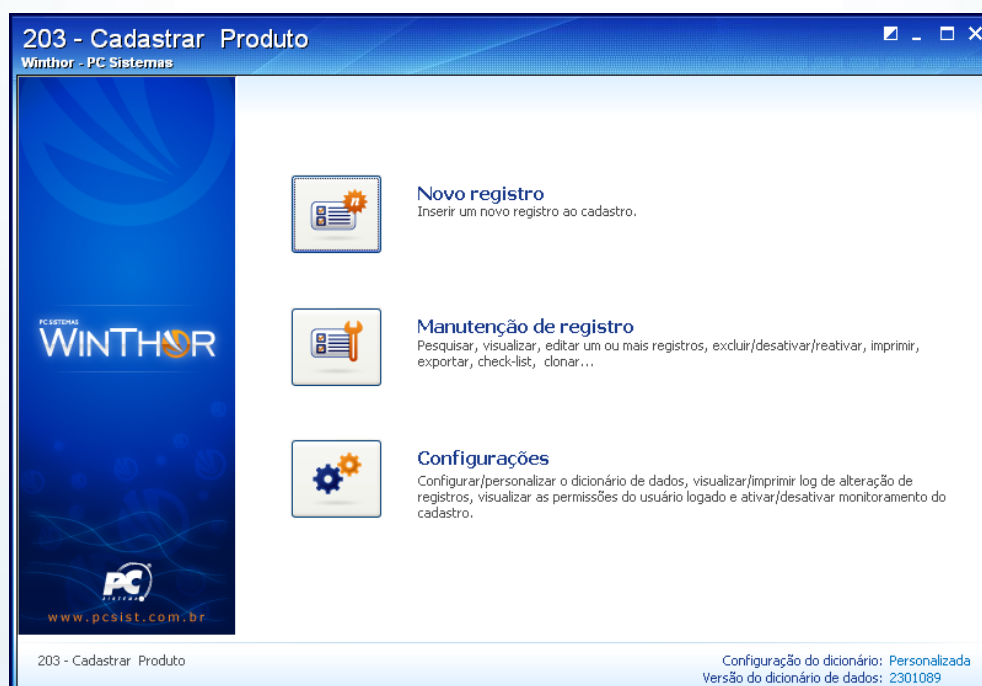 203 - Cadastrar Produto
Winthor - PC Sistemas
Novo registro
Inserir um novo registro ao cadastro.
Manutenção de registro
Pesquisar, visualizar, editar um ou mais registros, excluir/desativar/reativar, imprimir,
exportar, check-list, clonar...
Configurações
Configurar/personalizar o dicionário de dados, visualizar/imprimir log de alteração de
registros, visualizar as permissões do usuário logado e ativar/desativar monitoramento do
cadastro.
PC SISTEMAS
WINTHOR
PC
SISTEMAS
www.pcsist.com.br
203 - Cadastrar Produto
Configuração do dicionário: Personalizada
Versão do dicionário de dados: 2301089